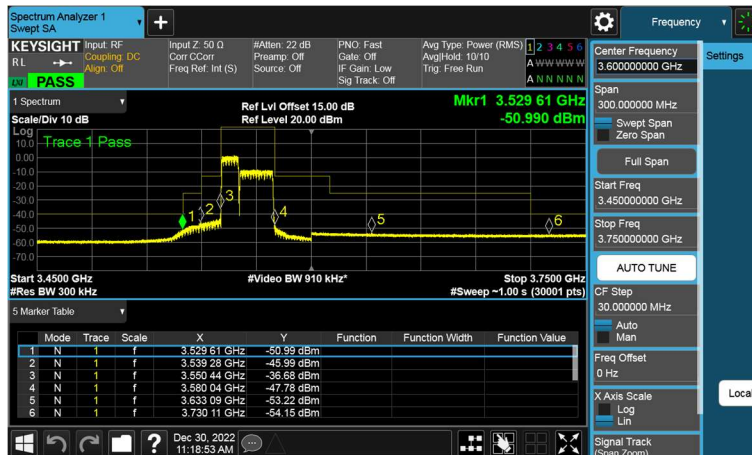 Spectrum Analyzer 1
Swept SA
Frequency
KEYSIGHT
RL
Input: RF
Coupling: DC
Align: Off
Input Z: 50 Ω
Corr CCorr
Freq Ref: Int (S)
#Atten: 22 dB
Preamp: Off
Source: Off
PNO: Fast
Gate: Off
IF Gain: Low
Sig Track: Off
Avg Type: Power (RMS)
Avg|Hold: 10/10
Trig: Free Run
1 2 3 4 5 6
A W W W W W
A N N N N N
LXI PASS
1 Spectrum
Scale/Div 10 dB
Ref Lvl Offset 15.00 dB
Ref Level 20.00 dBm
Mkr1 3.529 61 GHz
-50.990 dBm
Log
Trace 1 Pass
10.0
0.00
-10.0
-20.0
-30.0
-40.0
-50.0
-60.0
-70.0
1
2
3
4
5
6
Start 3.4500 GHz
#Res BW 300 kHz
#Video BW 910 kHz*
Stop 3.7500 GHz
#Sweep ~1.00 s (30001 pts)
5 Marker Table
Mode Trace Scale X Y Function Function Width Function Value
1 N 1 f 3.529 61 GHz -50.99 dBm
2 N 1 f 3.539 28 GHz -45.99 dBm
3 N 1 f 3.550 44 GHz -36.68 dBm
4 N 1 f 3.580 04 GHz -47.78 dBm
5 N 1 f 3.633 09 GHz -53.22 dBm
6 N 1 f 3.730 11 GHz -54.15 dBm
Dec 30, 2022
11:18:53 AM
Center Frequency
3.600000000 GHz
Span
300.000000 MHz
Swept Span
Zero Span
Full Span
Start Freq
3.450000000 GHz
Stop Freq
3.750000000 GHz
AUTO TUNE
CF Step
30.000000 MHz
Auto
Man
Freq Offset
0 Hz
X Axis Scale
Log
Lin
Signal Track
(Span Zoom)
Settings
Local